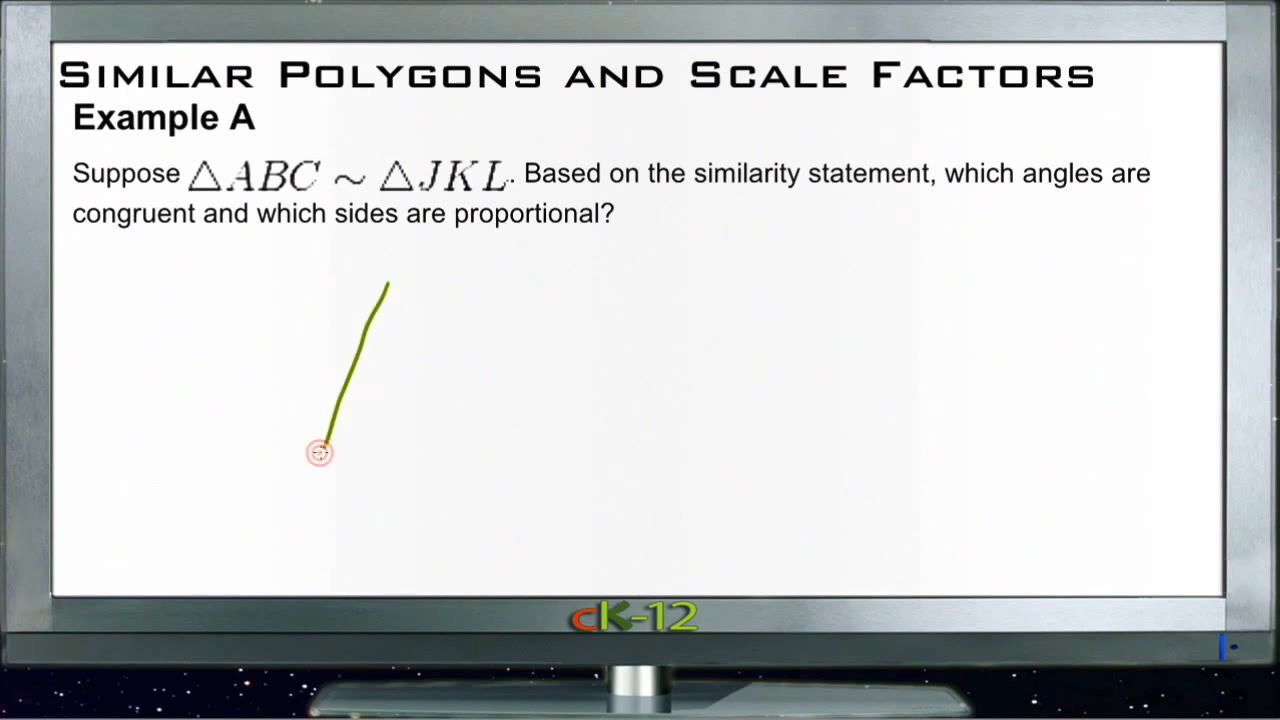 SIMILAR POLYGONS AND SCALE FACTORS
Example A
Suppose △ABC ~ △JKL. Based on the similarity statement, which angles are
congruent and which sides are proportional?
cK-12